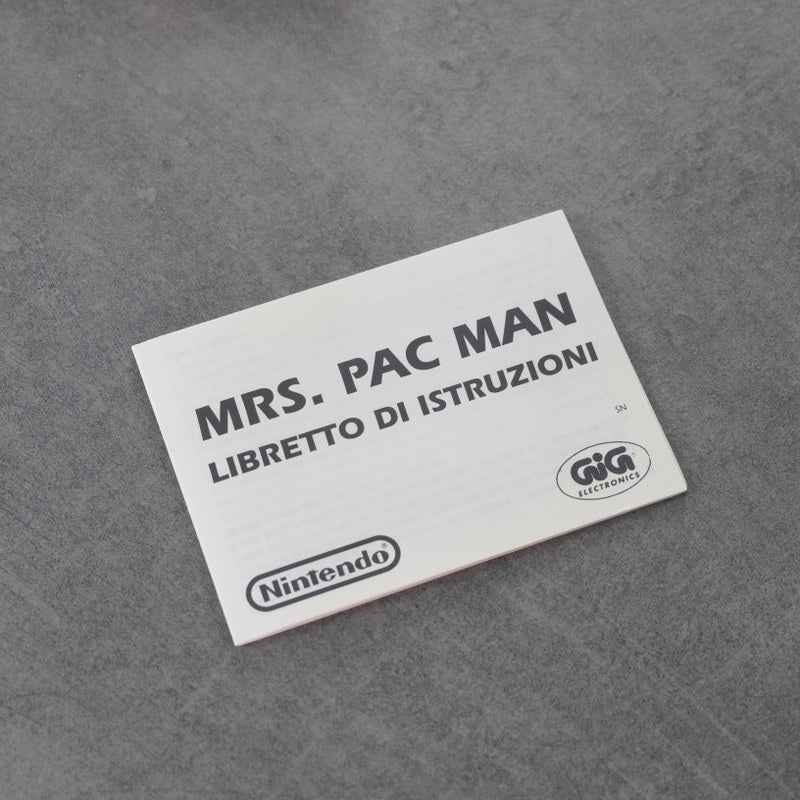 MRS. PAC MAN
LIBRETTO DI ISTRUZIONI
SN
GiG
ELECTRONICS
Nintendo®